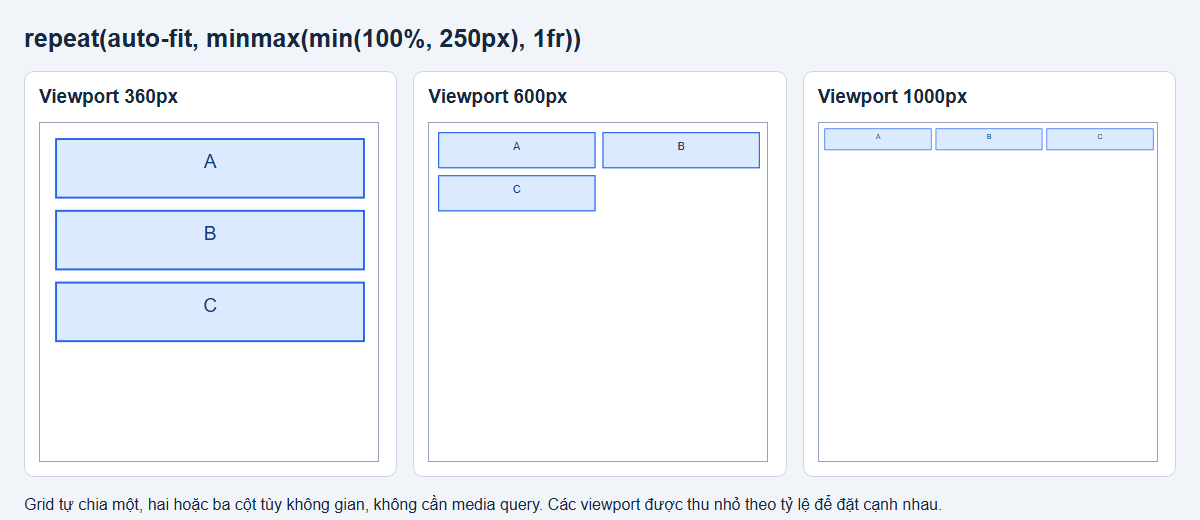 repeat(auto-fit, minmax(min(100%, 250px), 1fr))
Viewport 360px
A
B
C
Viewport 600px
A B
C
Viewport 1000px
A B C
Grid tự chia một, hai hoặc ba cột tùy không gian, không cần media query. Các viewport được thu nhỏ theo tỷ lệ để đặt cạnh nhau.